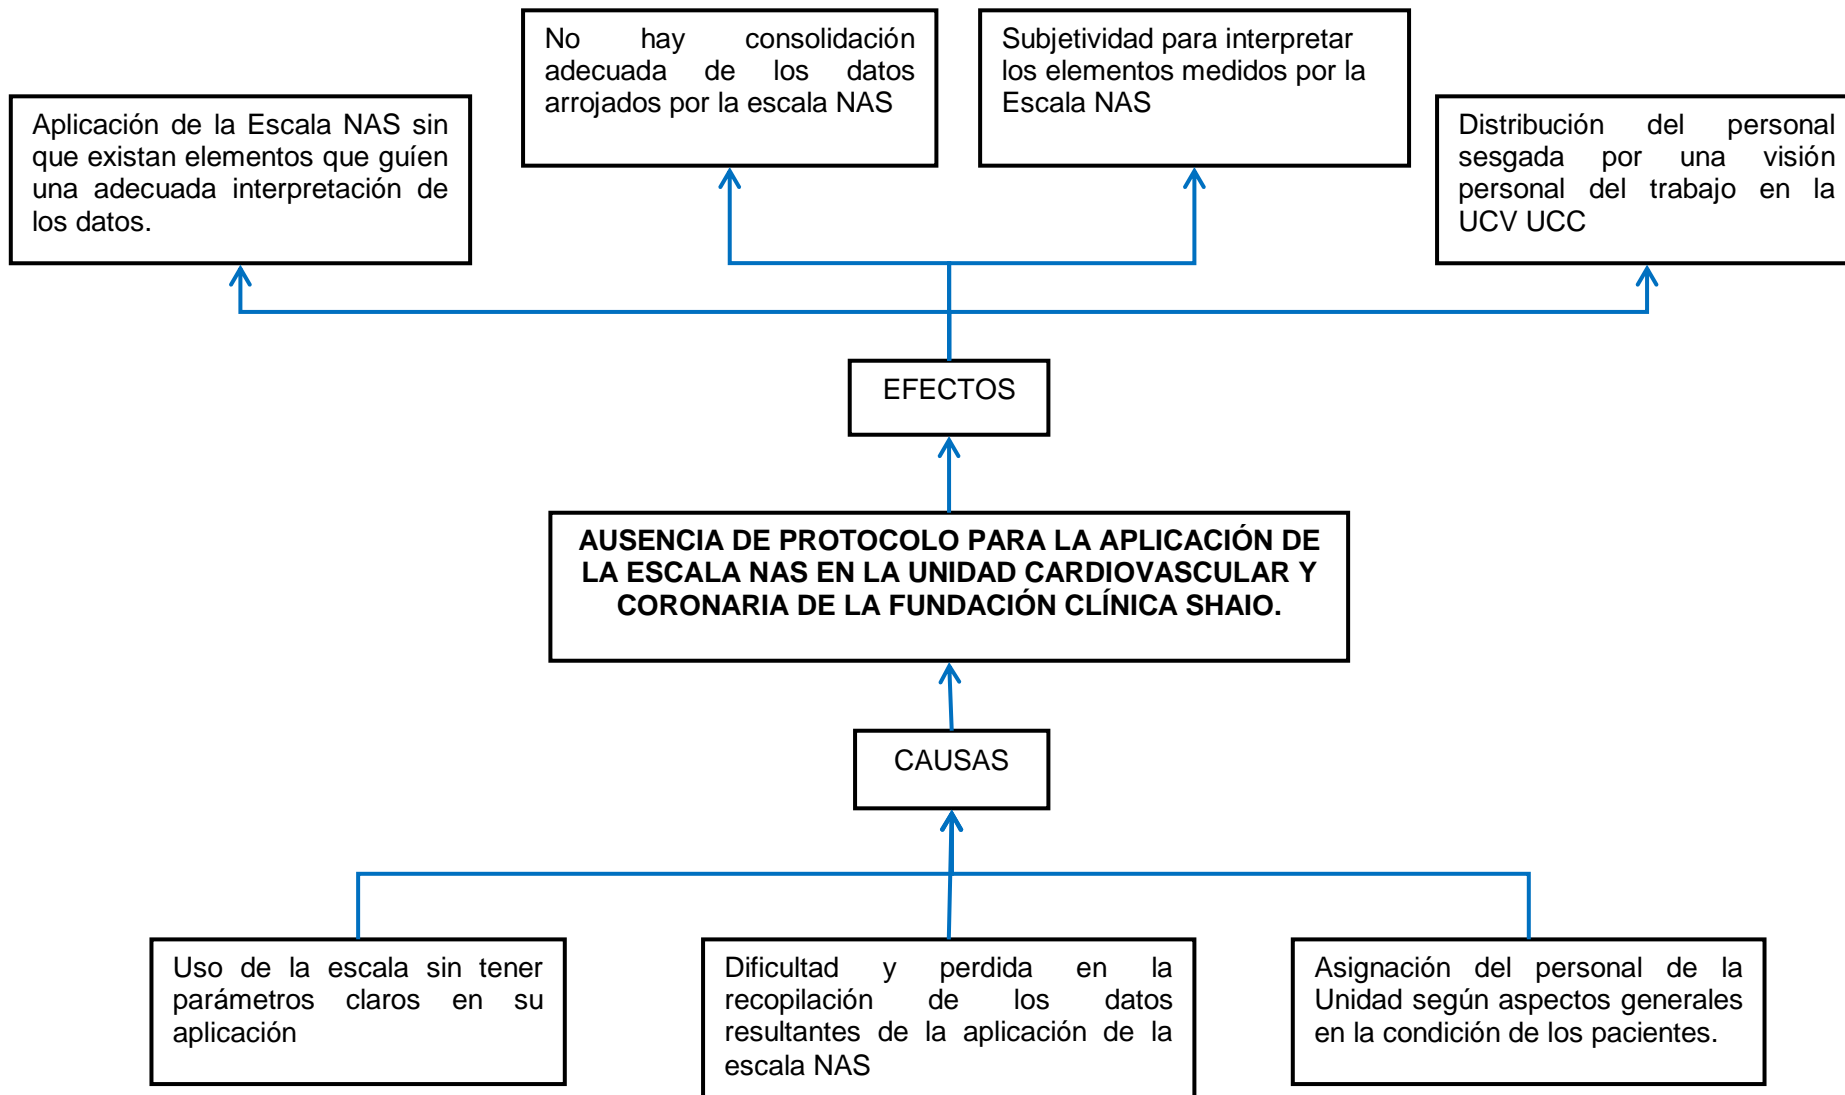 No hay consolidación
adecuada de los datos
arrojados por la escala NAS
Subjetividad para interpretar
los elementos medidos por la
Escala NAS
Aplicación de la Escala NAS sin
que existan elementos que guíen
una adecuada interpretación de
los datos.
Distribución del personal
sesgada por una visión
personal del trabajo en la
UCV UCC
EFECTOS
AUSENCIA DE PROTOCOLO PARA LA APLICACIÓN DE
LA ESCALA NAS EN LA UNIDAD CARDIOVASCULAR Y
CORONARIA DE LA FUNDACIÓN CLÍNICA SHAIO.
CAUSAS
Uso de la escala sin tener
parámetros claros en su
aplicación
Dificultad y perdida en la
recopilación de los datos
resultantes de la aplicación de la
escala NAS
Asignación del personal de la
Unidad según aspectos generales
en la condición de los pacientes.